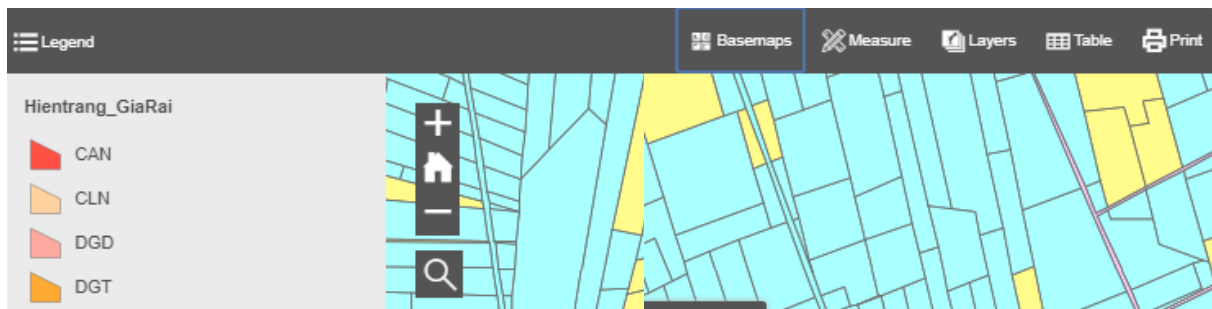 Legend Basemaps Measure Layers Table Print
Hientrang_GiaRai
CAN
CLN
DGD
DGT